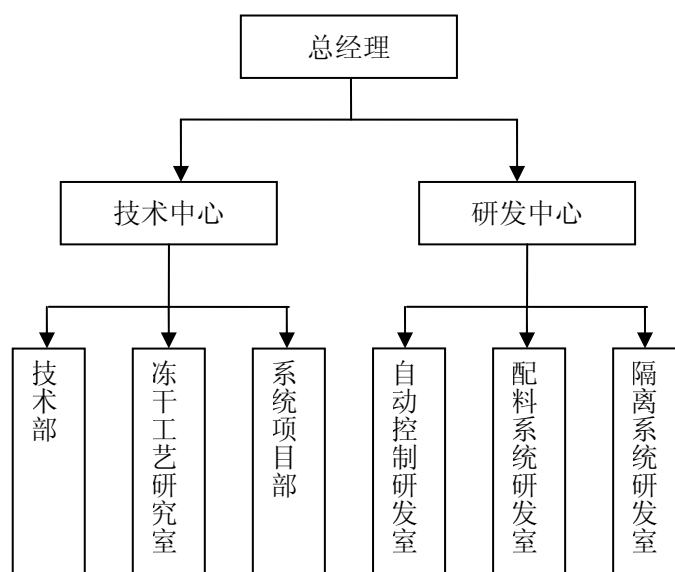 总经理
技术中心
研发中心
技术部
冻干工艺研究室
系统项目部
自动控制研发室
配料系统研发室
隔离系统研发室